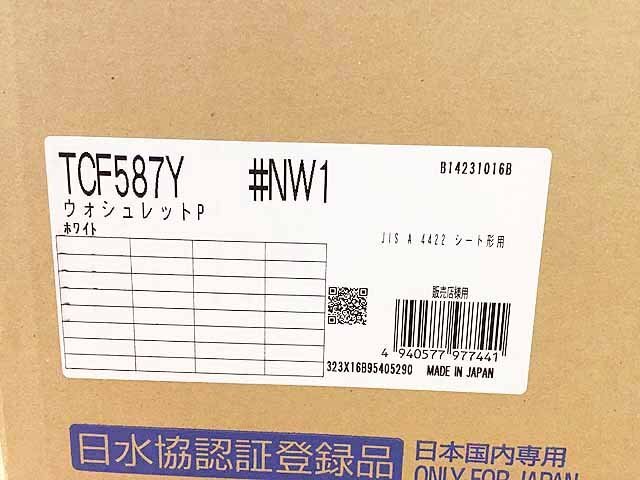 TCF587Y #NW1
B14231016B
ウォシュレットP
ホワイト
JIS A 4422 シート形用
販売店様用
4 940577 977441
323X16B95405290 MADE IN JAPAN
日水協認証登録品
日本国内専用
ONLY FOR JAPAN